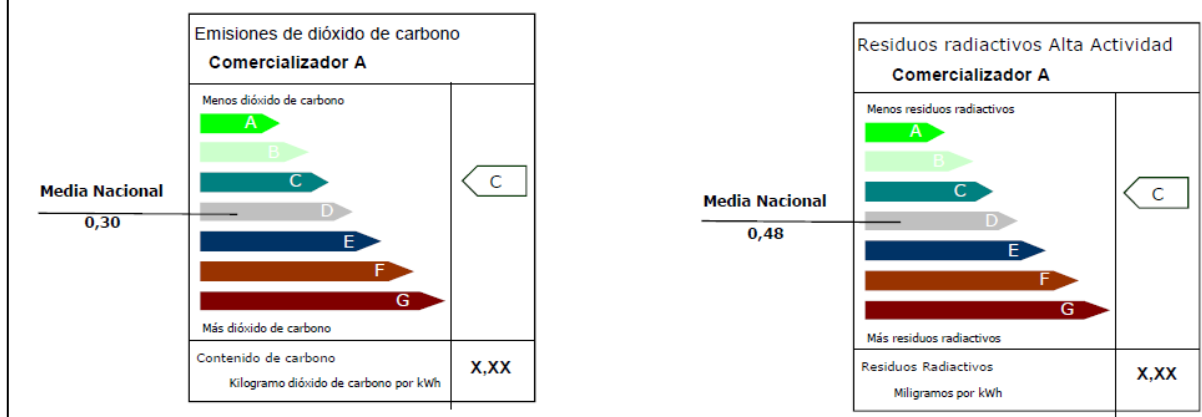 Emisiones de dióxido de carbono
Comercializador A
Menos dióxido de carbono
A
B
C
C
Media Nacional
D
0,30
E
F
G
Más dióxido de carbono
Contenido de carbono
X,XX
Kilogramo dióxido de carbono por kWh
Residuos radiactivos Alta Actividad
Comercializador A
Menos residuos radiactivos
A
B
C
C
Media Nacional
D
0,48
E
F
G
Más residuos radiactivos
Residuos Radiactivos
X,XX
Miligramos por kWh